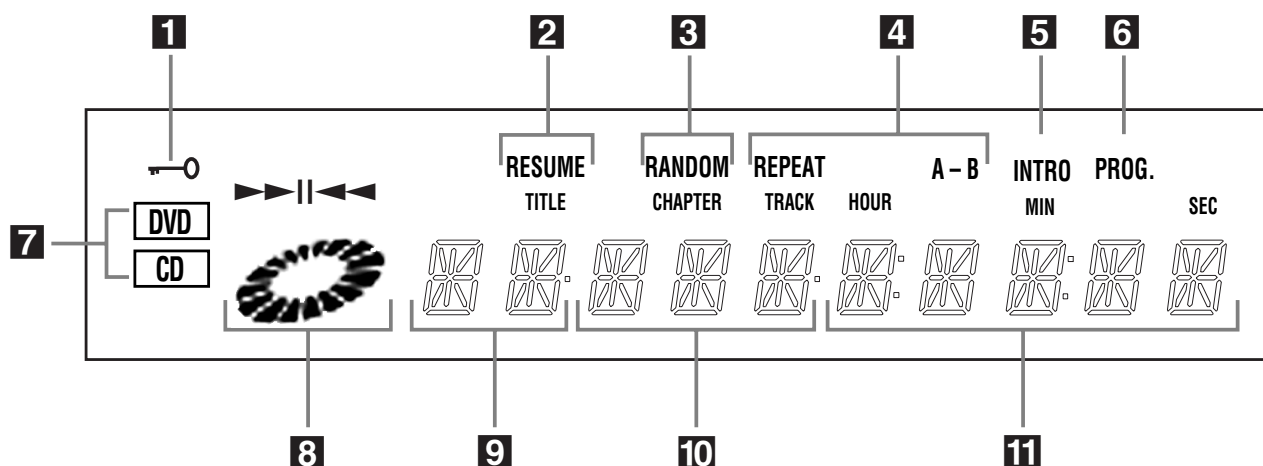 1 2 3 4 5 6
RESUME RANDOM REPEAT A – B INTRO PROG.
TITLE CHAPTER TRACK HOUR MIN SEC
7 DVD
CD
8 9 10 11